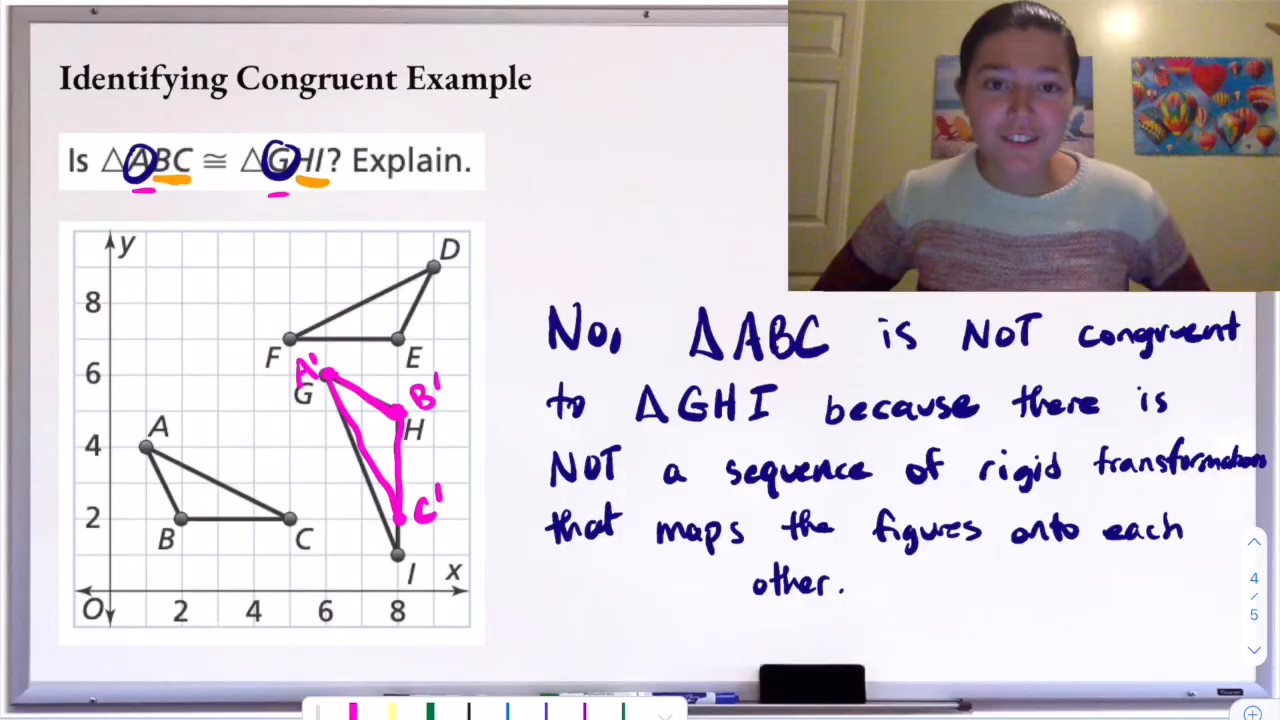 Identifying Congruent Example
Is △ABC ≅ △GHI? Explain.
y
D
8
F
E
6
A'
G
B'
H
A
4
C'
2
B
C
I
x
O
2
4
6
8
No, △ABC is NOT congruent
to △GHI because there is
NOT a sequence of rigid transformations
that maps the figures onto each
other.
4
/
5